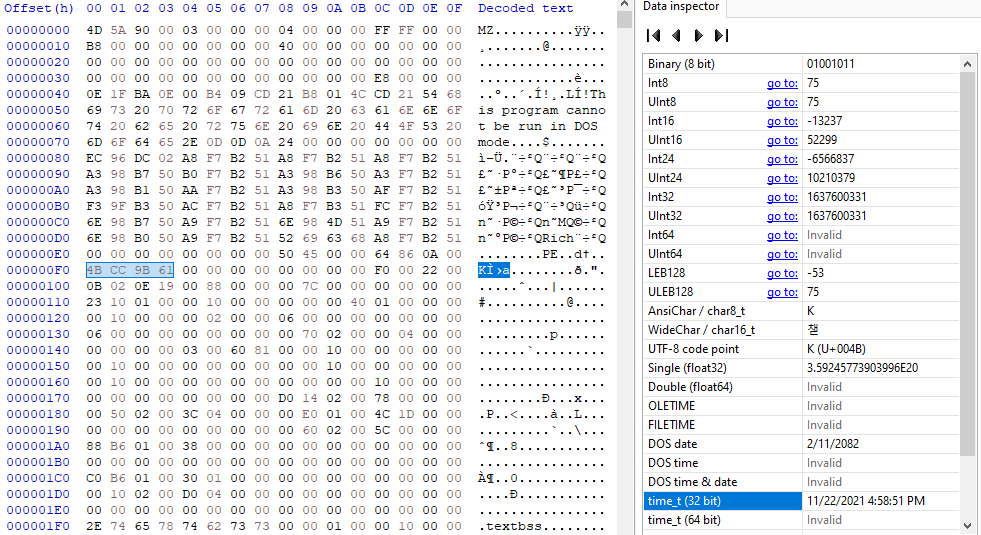 Offset(h) 00 01 02 03 04 05 06 07 08 09 0A 0B 0C 0D 0E 0F Decoded text
00000000 4D 5A 90 00 03 00 00 00 04 00 00 00 FF FF 00 00 MZ..........ÿÿ..
00000010 B8 00 00 00 00 00 00 00 40 00 00 00 00 00 00 00 ¸.......@.......
00000020 00 00 00 00 00 00 00 00 00 00 00 00 00 00 00 00 ................
00000030 00 00 00 00 00 00 00 00 00 00 00 00 E8 00 00 00 ............è...
00000040 0E 1F BA 0E 00 B4 09 CD 21 B8 01 4C CD 21 54 68 ..º..´.Í!¸.LÍ!Th
00000050 69 73 20 70 72 6F 67 72 61 6D 20 63 61 6E 6E 6F is program canno
00000060 74 20 62 65 20 72 75 6E 20 69 6E 20 44 4F 53 20 t be run in DOS
00000070 6D 6F 64 65 2E 0D 0D 0A 24 00 00 00 00 00 00 00 mode....$.......
00000080 EC 96 DC 02 A8 F7 B2 51 A8 F7 B2 51 A8 F7 B2 51 ì–Ü.¨÷²Q¨÷²Q¨÷²Q
00000090 A3 98 B7 50 B0 F7 B2 51 A3 98 B6 50 A3 F7 B2 51 £˜·P°÷²Q£˜¶P£÷²Q
000000A0 A3 98 B1 50 AA F7 B2 51 A3 98 B3 50 AF F7 B2 51 £˜±Pª÷²Q£˜³P¯÷²Q
000000B0 F3 9F B3 50 AC F7 B2 51 A8 F7 B3 51 FC F7 B2 51 óŸ³P¬÷²Q¨÷³Qü÷²Q
000000C0 6E 98 B7 50 A9 F7 B2 51 6E 98 4D 51 A9 F7 B2 51 n˜·P©÷²Qn˜MQ©÷²Q
000000D0 6E 98 B0 50 A9 F7 B2 51 52 69 63 68 A8 F7 B2 51 n˜°P©÷²QRich¨÷²Q
000000E0 00 00 00 00 00 00 00 00 50 45 00 00 64 86 0A 00 ........PE..d†..
000000F0 4B CC 9B 61 00 00 00 00 00 00 00 00 F0 00 22 00 KÌ›a........ð.".
00000100 0B 02 0E 19 00 88 00 00 00 7C 00 00 00 00 00 00 .....ˆ...|......
00000110 23 10 01 00 00 10 00 00 00 00 00 40 01 00 00 00 #..........@....
00000120 00 10 00 00 00 02 00 00 06 00 00 00 00 00 00 00 ................
00000130 06 00 00 00 00 00 00 00 00 70 02 00 00 04 00 00 .........p......
00000140 00 00 00 00 03 00 60 81 00 00 10 00 00 00 00 00 ......`.........
00000150 00 10 00 00 00 00 00 00 00 00 10 00 00 00 00 00 ................
00000160 00 10 00 00 00 00 00 00 00 00 00 00 10 00 00 00 ................
00000170 00 00 00 00 00 00 00 00 D0 14 02 00 78 00 00 00 ........Ð...x...
00000180 00 50 02 00 3C 04 00 00 00 E0 01 00 4C 1D 00 00 .P..<....à..L...
00000190 00 00 00 00 00 00 00 00 00 60 02 00 5C 00 00 00 .........`..\...
000001A0 88 B6 01 00 38 00 00 00 00 00 00 00 00 00 00 00 ˆ¶..8...........
000001B0 00 00 00 00 00 00 00 00 00 00 00 00 00 00 00 00 ................
000001C0 C0 B6 01 00 30 01 00 00 00 00 00 00 00 00 00 00 À¶..0...........
000001D0 00 10 02 00 D0 04 00 00 00 00 00 00 00 00 00 00 ....Ð...........
000001E0 00 00 00 00 00 00 00 00 00 00 00 00 00 00 00 00 ................
000001F0 2E 74 65 78 74 62 73 73 00 00 01 00 00 10 00 00 .textbss........
Data inspector
Binary (8 bit) 01001011
Int8 go to: 75
UInt8 go to: 75
Int16 go to: -13237
UInt16 go to: 52299
Int24 go to: -6566837
UInt24 go to: 10210379
Int32 go to: 1637600331
UInt32 go to: 1637600331
Int64 go to: Invalid
UInt64 go to: Invalid
LEB128 go to: -53
ULEB128 go to: 75
AnsiChar / char8_t K
WideChar / char16_t 챋
UTF-8 code point K (U+004B)
Single (float32) 3.59245773903996E20
Double (float64) Invalid
OLETIME Invalid
FILETIME Invalid
DOS date 2/11/2082
DOS time Invalid
DOS time & date Invalid
time_t (32 bit) 11/22/2021 4:58:51 PM
time_t (64 bit) Invalid